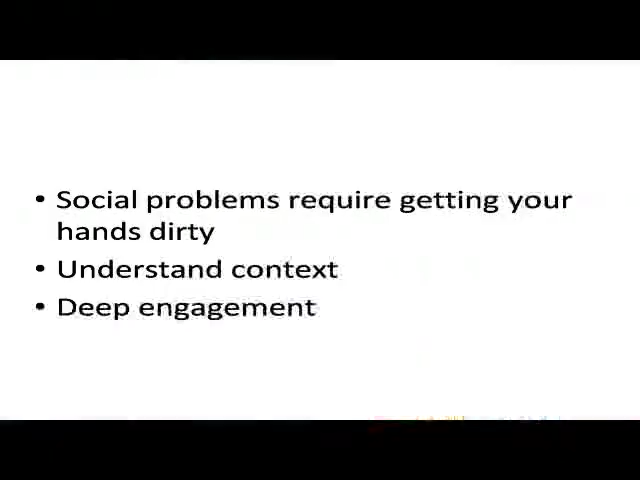 • Social problems require getting your
hands dirty
• Understand context
• Deep engagement